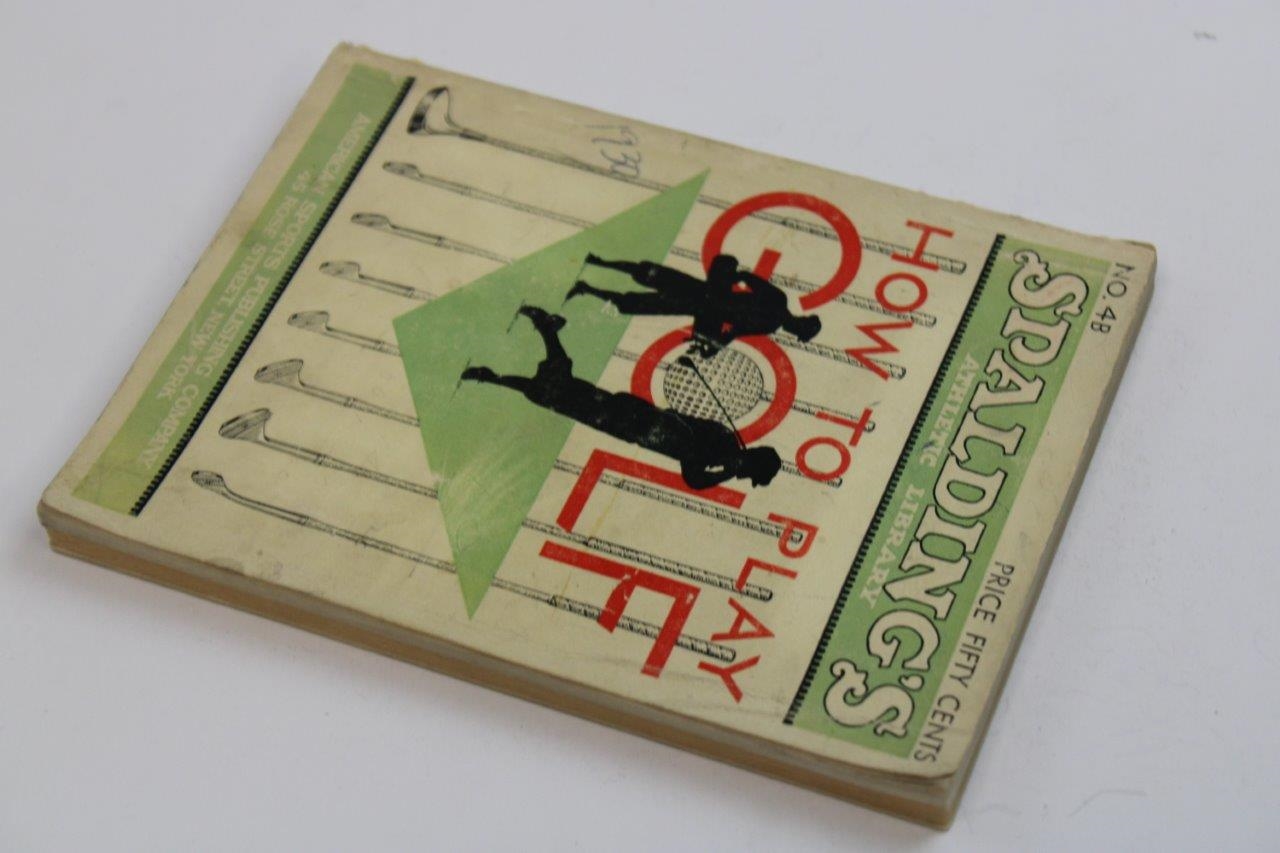 NO. 4B
PRICE FIFTY CENTS
SPALDING'S
ATHLETIC LIBRARY
HOW TO PLAY
GOLF
1930
AMERICAN SPORTS PUBLISHING COMPANY
45 ROSE STREET, NEW YORK